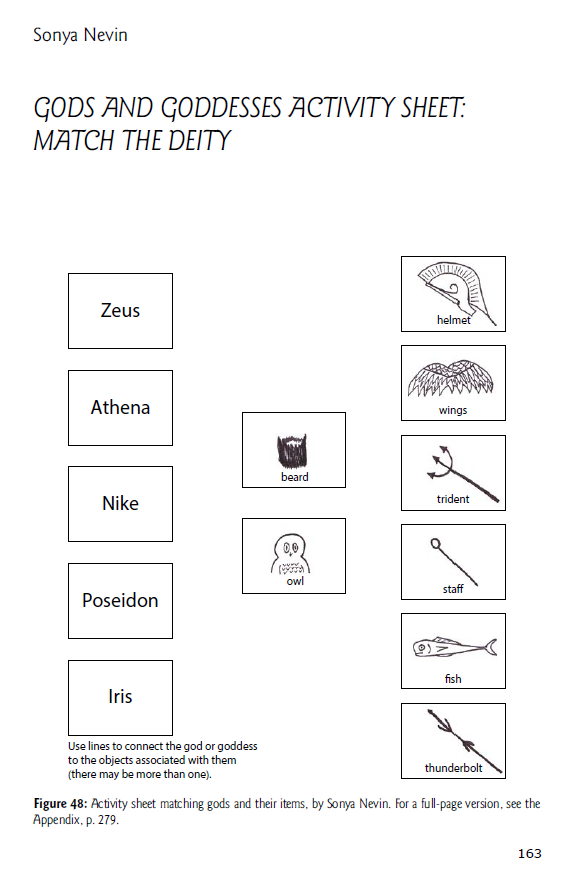 Sonya Nevin
GODS AND GODDESSES ACTIVITY SHEET:
MATCH THE DEITY
Zeus
Athena
Nike
Poseidon
Iris
beard
owl
helmet
wings
trident
staff
fish
thunderbolt
Use lines to connect the god or goddess
to the objects associated with them
(there may be more than one).
Figure 48: Activity sheet matching gods and their items, by Sonya Nevin. For a full-page version, see the
Appendix, p. 279.
163